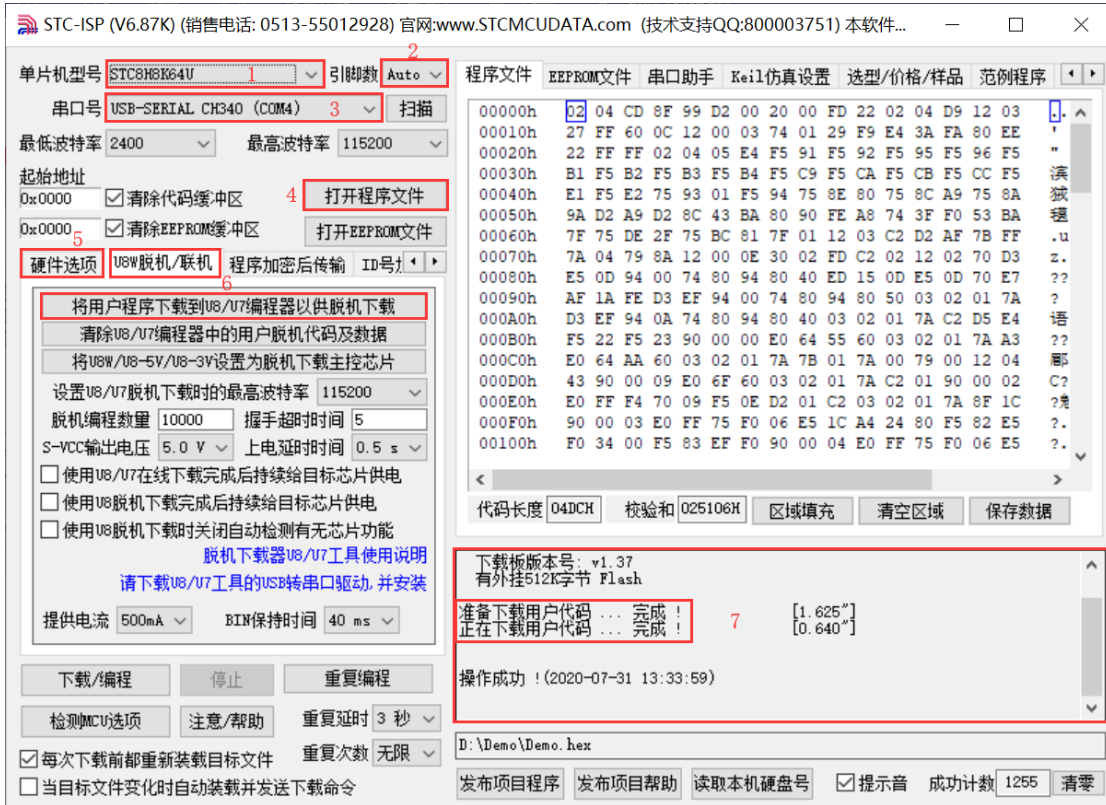 STC-ISP (V6.87K) (销售电话: 0513-55012928) 官网:www.STCMCUDATA.com (技术支持QQ:800003751) 本软件...
单片机型号 STC8H8K64U 1 引脚数 Auto 2
串口号 USB-SERIAL CH340 (COM4) 3 扫描
最低波特率 2400 最高波特率 115200
起始地址
0x0000 清除代码缓冲区 4 打开程序文件
0x0000 清除EEPROM缓冲区 打开EEPROM文件
5
硬件选项 U8W脱机/联机 程序加密后传输 ID号
6
将用户程序下载到U8/U7编程器以供脱机下载
清除U8/U7编程器中的用户脱机代码及数据
将U8W/U8-5V/U8-3V设置为脱机下载主控芯片
设置U8/U7脱机下载时的最高波特率 115200
脱机编程数量 10000 握手超时时间 5
S-VCC输出电压 5.0 V 上电延时时间 0.5 s
使用U8/U7在线下载完成后持续给目标芯片供电
使用U8脱机下载完成后持续给目标芯片供电
使用U8脱机下载时关闭自动检测有无芯片功能
脱机下载器U8/U7工具使用说明
请下载U8/U7工具的USB转串口驱动,并安装
提供电流 500mA BIN保持时间 40 ms
下载/编程 停止 重复编程
检测MCU选项 注意/帮助 重复延时 3 秒
重复次数 无限
每次下载前都重新装载目标文件
当目标文件变化时自动装载并发送下载命令
程序文件 EEPROM文件 串口助手 Keil仿真设置 选型/价格/样品 范例程序
00000h 02 04 CD 8F 99 D2 00 20 00 FD 22 02 04 D9 12 03 ..
00010h 27 FF 60 0C 12 00 03 74 01 29 F9 E4 3A FA 80 EE '
00020h 22 FF FF 02 04 05 E4 F5 91 F5 92 F5 95 F5 96 F5 "
00030h B1 F5 B2 F5 B3 F5 B4 F5 C9 F5 CA F5 CB F5 CC F5
00040h E1 F5 E2 75 93 01 F5 94 75 8E 80 75 8C A9 75 8A
00050h 9A D2 A9 D2 8C 43 BA 80 90 FE A8 74 3F F0 53 BA
00060h 7F 75 DE 2F 75 BC 81 7F 01 12 03 C2 D2 AF 7B FF .u
00070h 7A 04 79 8A 12 00 0E 30 02 FD C2 02 12 02 70 D3 z.
00080h E5 0D 94 00 74 80 94 80 40 ED 15 0D E5 0D 70 E7 ??
00090h AF 1A FE D3 EF 94 00 74 80 94 80 50 03 02 01 7A ?
000A0h D3 EF 94 0A 74 80 94 80 40 03 02 01 7A C2 D5 E4 语
000B0h F5 22 F5 23 90 00 00 E0 64 55 60 03 02 01 7A A3 ??
000C0h E0 64 AA 60 03 02 01 7A 7B 01 7A 00 79 00 12 04
000D0h 43 90 00 09 E0 6F 60 03 02 01 7A C2 01 90 00 02 C?
000E0h E0 FF F4 70 09 F5 0E D2 01 C2 03 02 01 7A 8F 1C
000F0h 90 00 03 E0 FF 75 F0 06 E5 1C A4 24 80 F5 82 E5 ?.
00100h F0 34 00 F5 83 EF F0 90 00 04 E0 FF 75 F0 06 E5 ?.
代码长度 04DCH 校验和 025106H 区域填充 清空区域 保存数据
下载板版本号: v1.37
有外挂512K字节 Flash
准备下载用户代码 ... 完成 ! [1.625"]
正在下载用户代码 ... 完成 ! 7 [0.640"]
操作成功 !(2020-07-31 13:33:59)
D:\Demo\Demo.hex
发布项目程序 发布项目帮助 读取本机硬盘号 提示音 成功计数 1255 清零